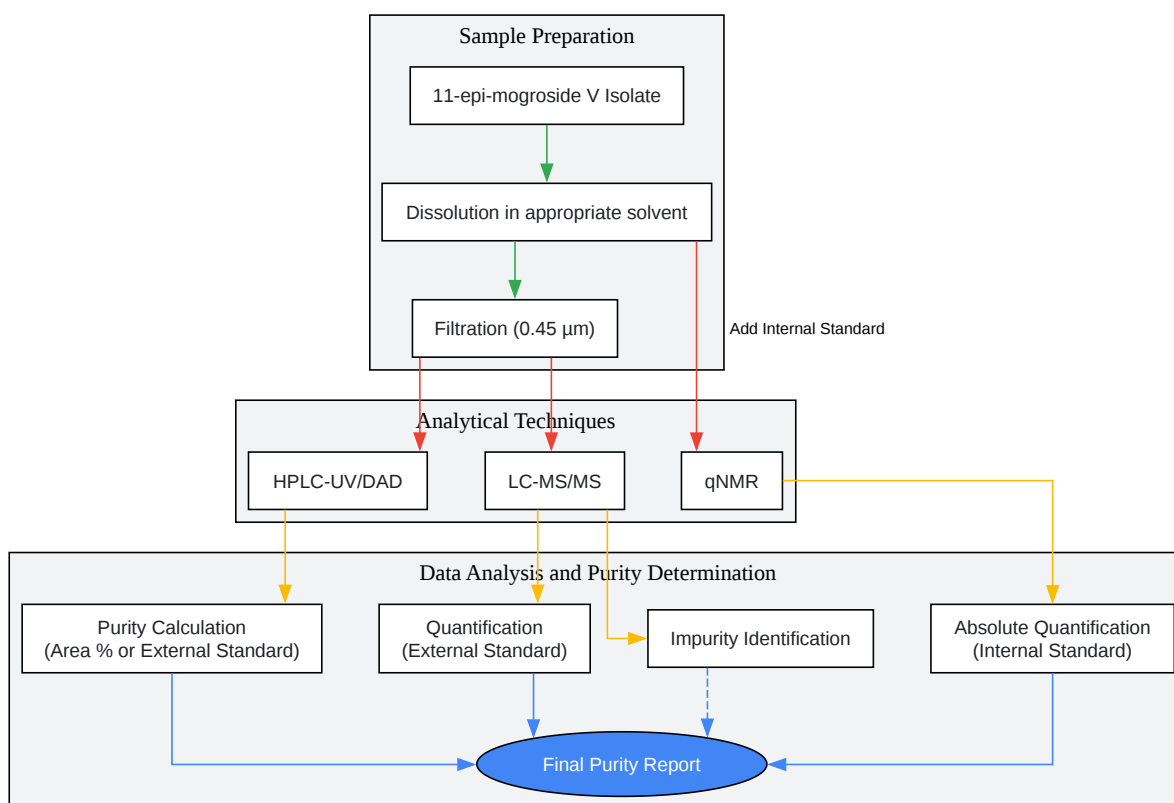 Sample Preparation
11-epi-mogroside V Isolate
Dissolution in appropriate solvent
Filtration (0.45 µm)
Add Internal Standard
Analytical Techniques
HPLC-UV/DAD
LC-MS/MS
qNMR
Data Analysis and Purity Determination
Purity Calculation
(Area % or External Standard)
Quantification
(External Standard)
Impurity Identification
Absolute Quantification
(Internal Standard)
Final Purity Report